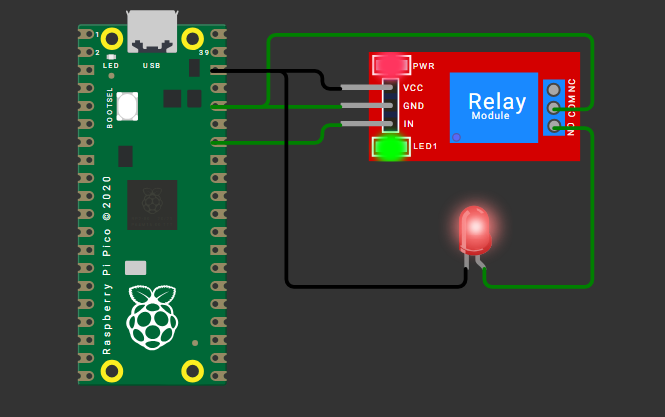 1
2
39
LED
USB
BOOTSEL
Raspberry Pi Pico © 2020
PWR
VCC
GND
IN
LED1
Relay
Module
NO COM NC